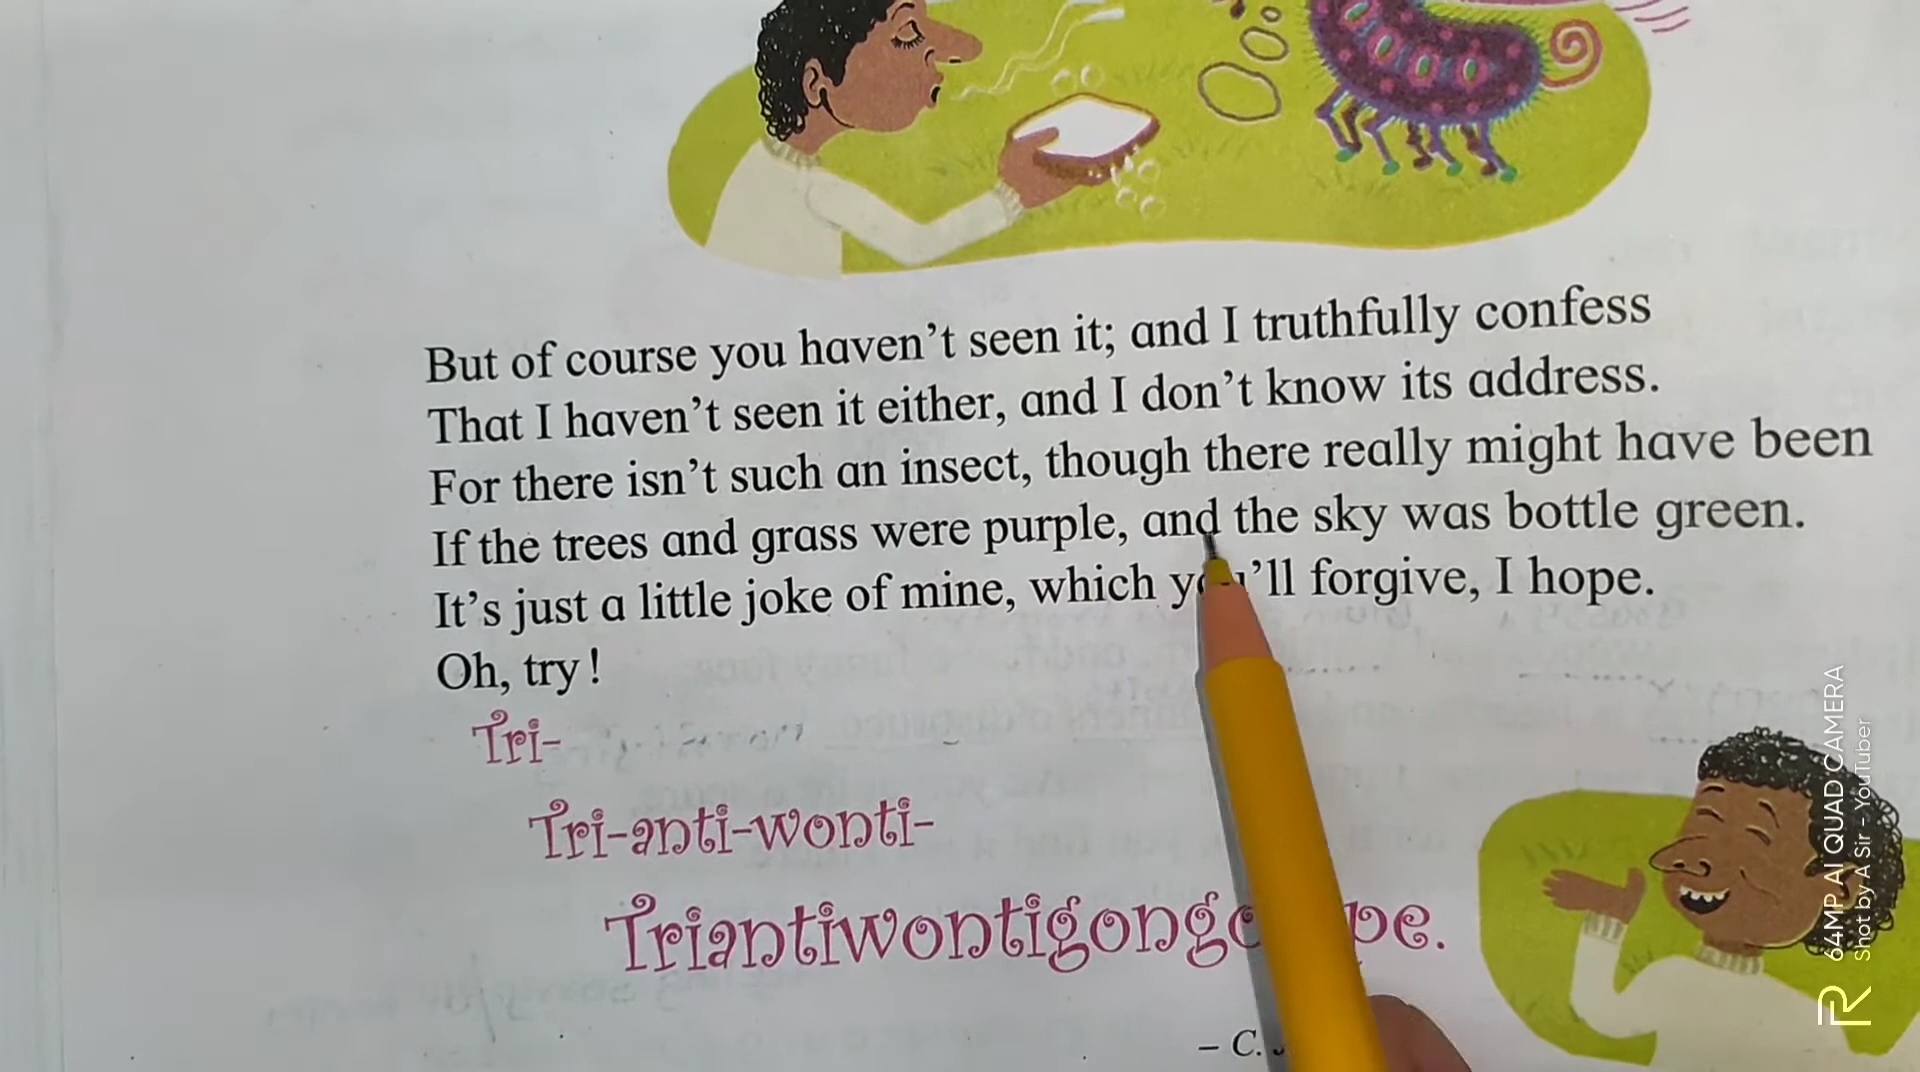 But of course you haven't seen it; and I truthfully confess
That I haven't seen it either, and I don't know its address.
For there isn't such an insect, though there really might have been
If the trees and grass were purple, and the sky was bottle green.
It's just a little joke of mine, which you'll forgive, I hope.
Oh, try!
Tri-
Tri-anti-wonti-
Triantiwontigongolope.
– C.
64MP AI QUAD CAMERA
Shot by A Sir - YouTuber